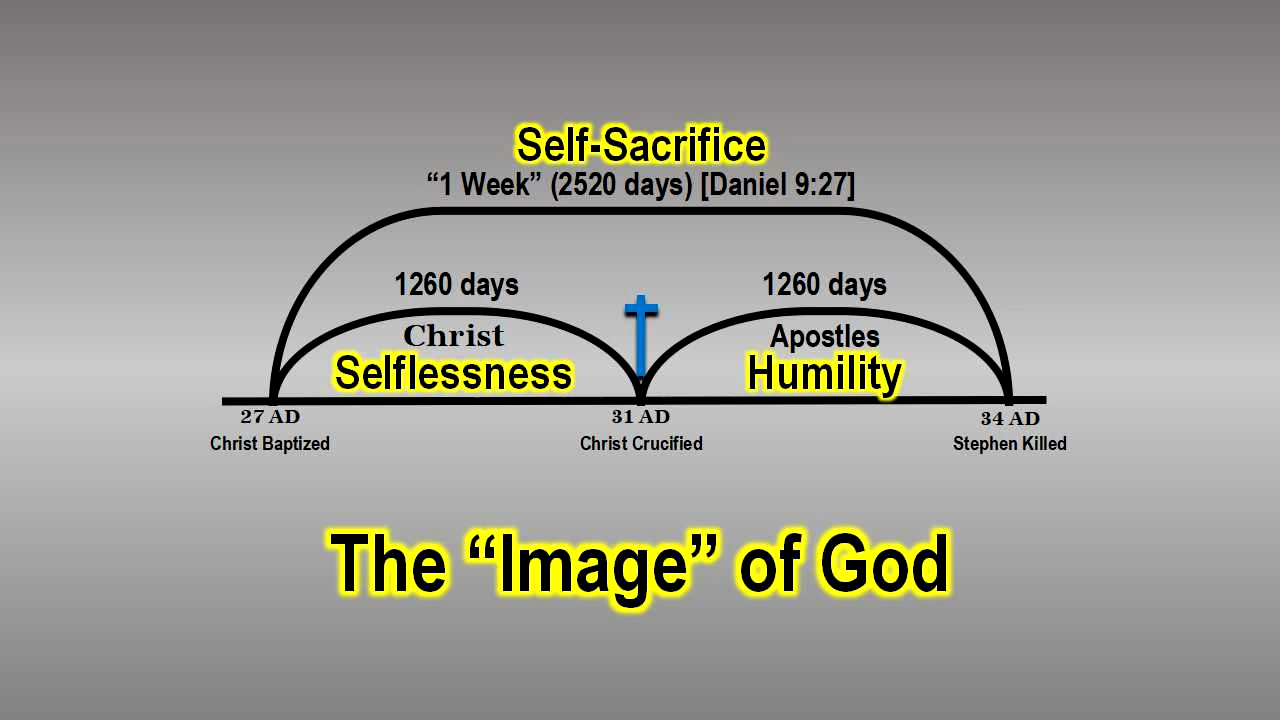 Self-Sacrifice
“1 Week” (2520 days) [Daniel 9:27]
1260 days
1260 days
Christ
Apostles
Selflessness
Humility
27 AD
31 AD
34 AD
Christ Baptized
Christ Crucified
Stephen Killed
The “Image” of God